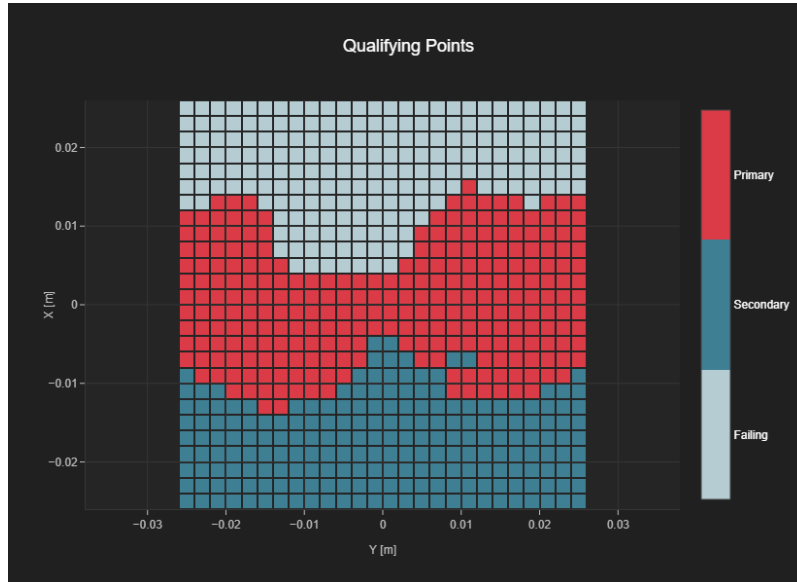 Qualifying Points
0.02
0.01
0
−0.01
−0.02
X [m]
−0.03
−0.02
−0.01
0
0.01
0.02
0.03
Y [m]
Primary
Secondary
Failing